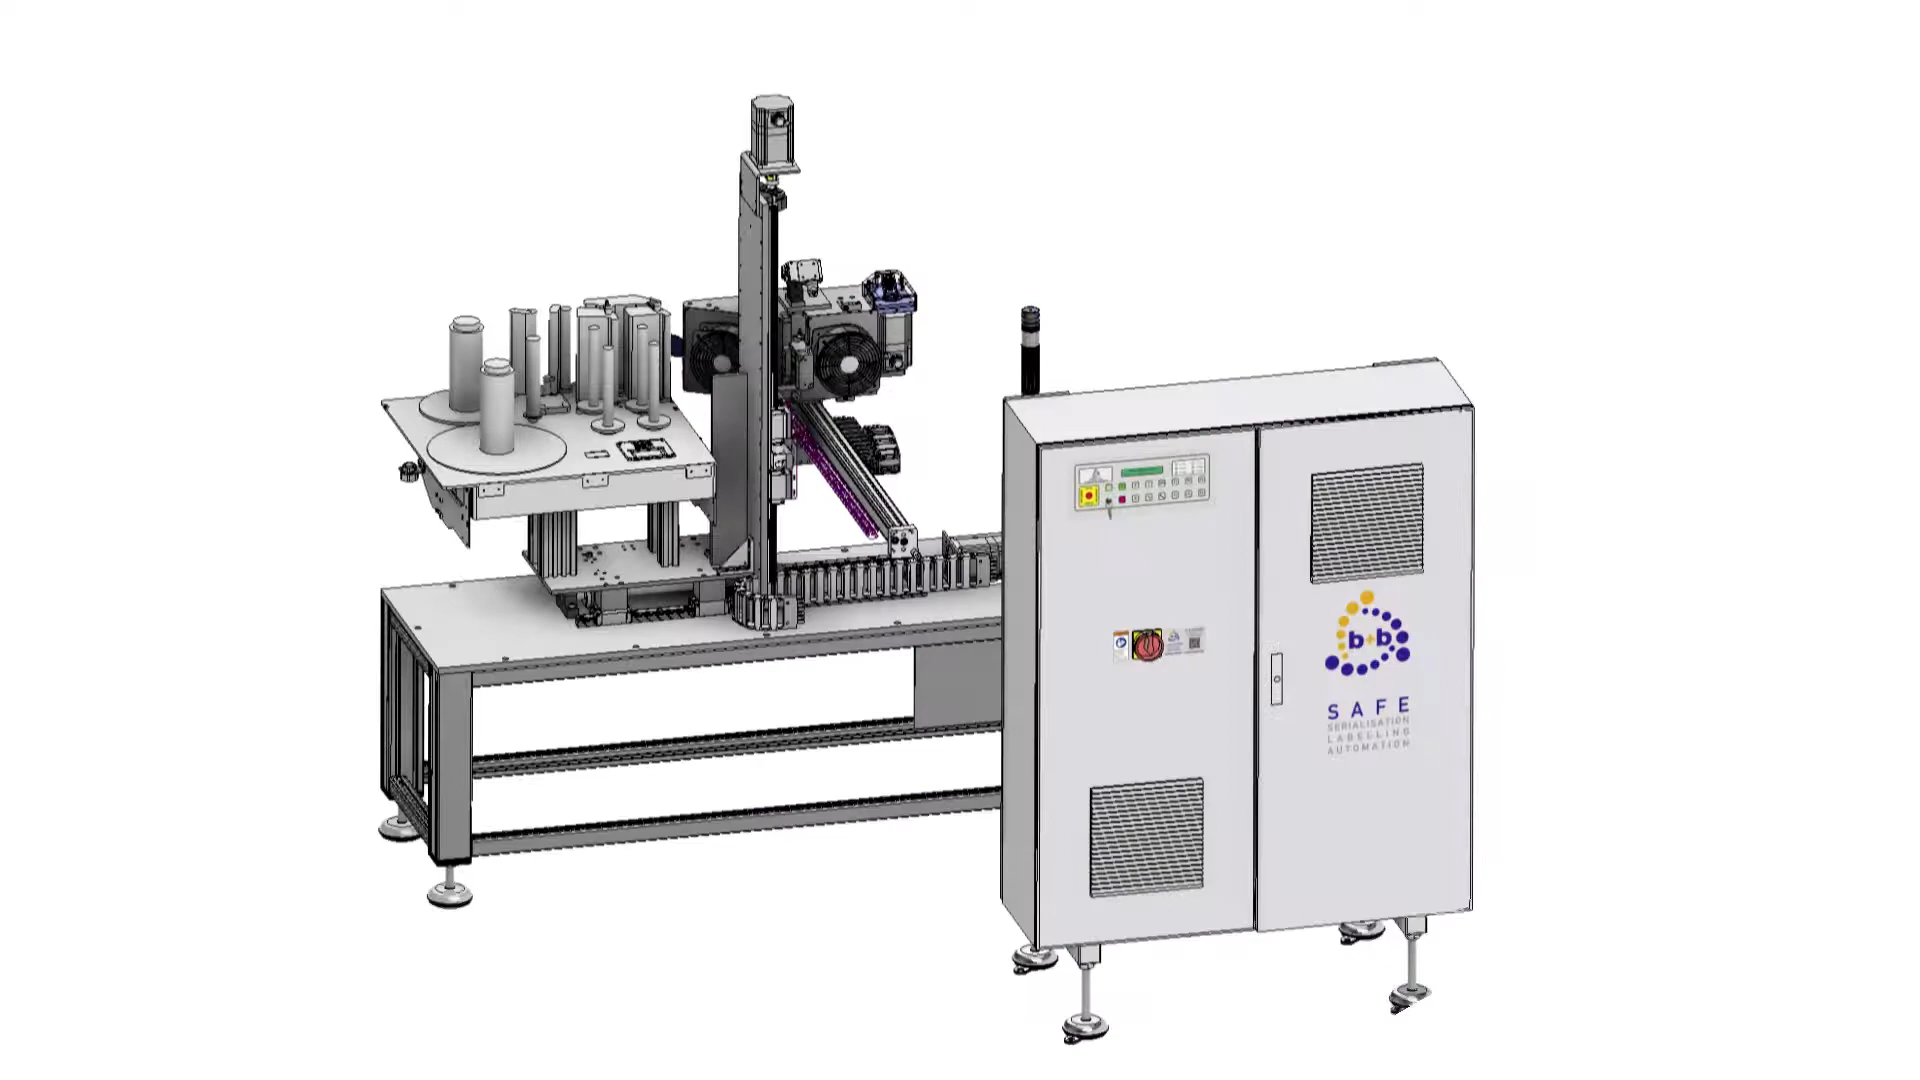 b+b
SAFE
SERIALISATION
LABELLING
AUTOMATION